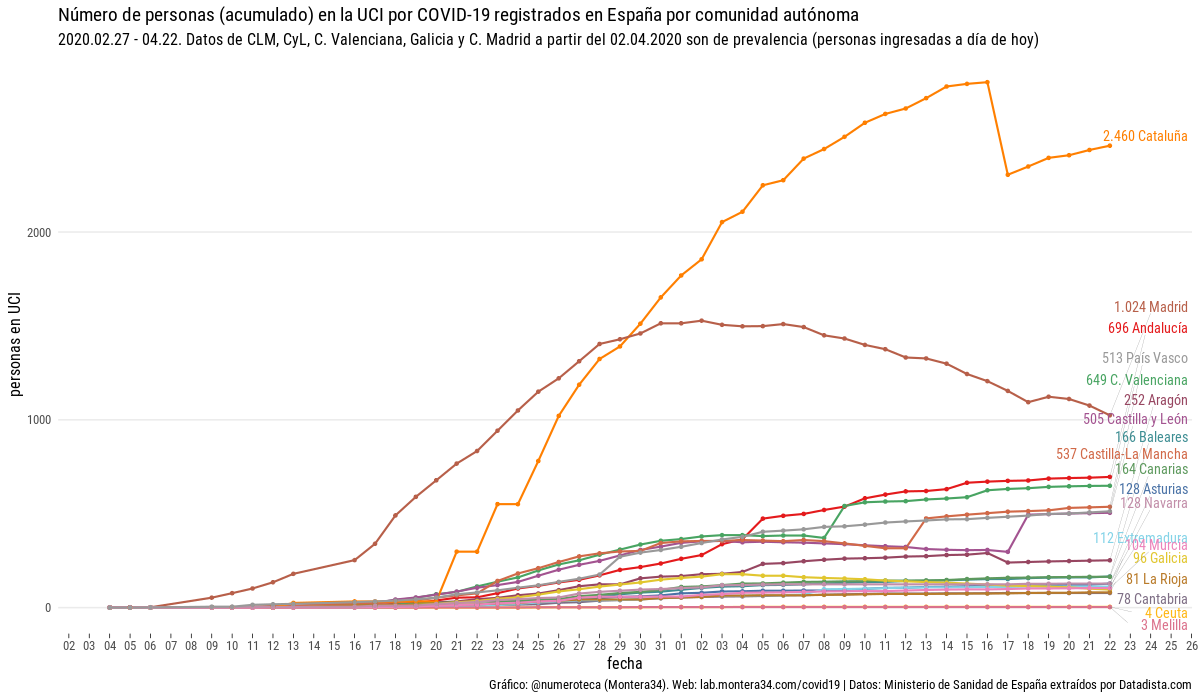 Número de personas (acumulado) en la UCI por COVID-19 registrados en España por comunidad autónoma
2020.02.27 - 04.22. Datos de CLM, CyL, C. Valenciana, Galicia y C. Madrid a partir del 02.04.2020 son de prevalencia (personas ingresadas a día de hoy)
personas en UCI
2000
1000
0
2.460 Cataluña
1.024 Madrid
696 Andalucía
513 País Vasco
649 C. Valenciana
252 Aragón
505 Castilla y León
166 Baleares
537 Castilla-La Mancha
164 Canarias
128 Asturias
128 Navarra
112 Extremadura
104 Murcia
96 Galicia
81 La Rioja
78 Cantabria
4 Ceuta
3 Melilla
02 03 04 05 06 07 08 09 10 11 12 13 14 15 16 17 18 19 20 21 22 23 24 25 26 27 28 29 30 31 01 02 03 04 05 06 07 08 09 10 11 12 13 14 15 16 17 18 19 20 21 22 23 24 25 26
fecha
Gráfico: @numeroteca (Montera34). Web: lab.montera34.com/covid19 | Datos: Ministerio de Sanidad de España extraídos por Datadista.com